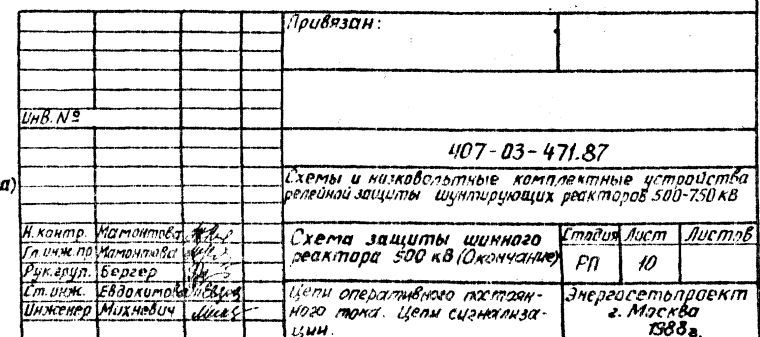 Привязан:
Инв. №
407-03-471.87
а)
Схемы и низковольтные комплектные устройства
релейной защиты шунтирующих реакторов 500-750 кВ
Н. контр. Мамонтова
Гл. инж. пр Мамонтова
Рук. груп. Бергер
Ст. инж. Евдокимова
Инженер Михневич
Схема защиты шинного
реактора 500 кВ (Окончание)
Стадия Лист Листов
РП 10
Цепи оперативного постоян-
ного тока. Цепи сигнализа-
ции.
Энергосетьпроект
г. Москва
1988г.